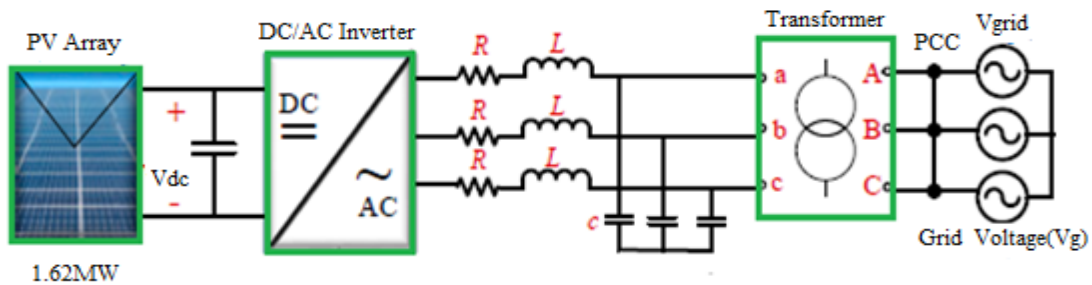 PV Array
DC/AC Inverter
Transformer
Vgrid
PCC
R
L
a
A
+
DC
R
L
b
B
Vdc
R
L
-
AC
c
C
c
Grid Voltage(Vg)
1.62MW